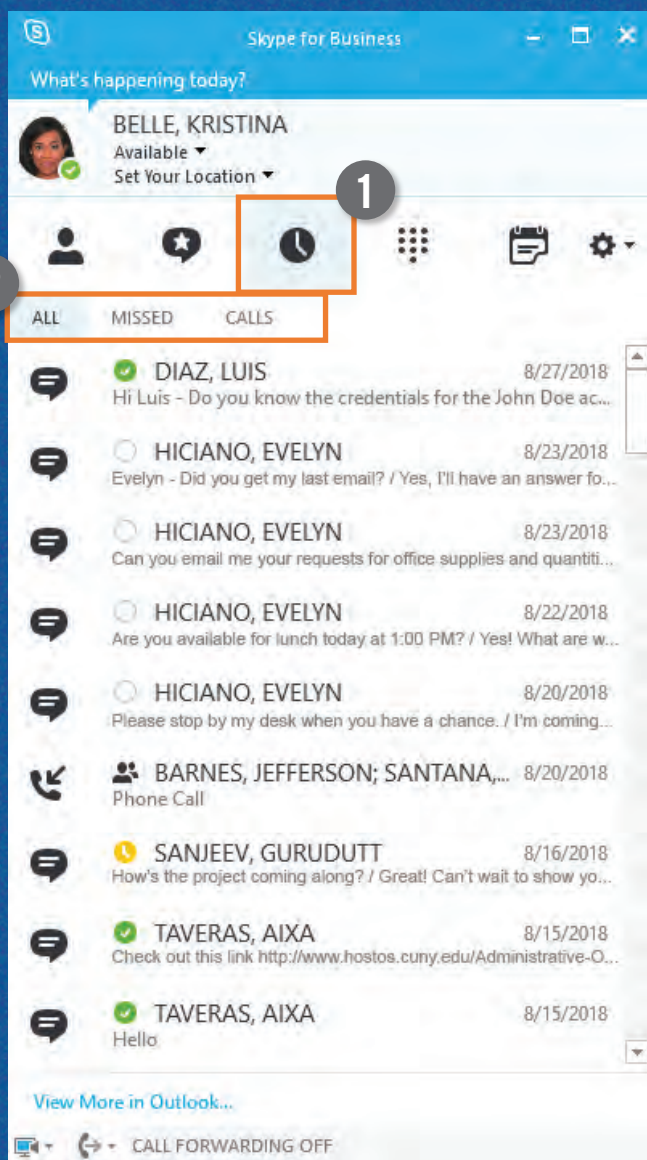 Skype for Business
What's happening today?
BELLE, KRISTINA
Available
Set Your Location
1
ALL MISSED CALLS
DIAZ, LUIS 8/27/2018
Hi Luis - Do you know the credentials for the John Doe ac...
HICIANO, EVELYN 8/23/2018
Evelyn - Did you get my last email? / Yes, I'll have an answer fo...
HICIANO, EVELYN 8/23/2018
Can you email me your requests for office supplies and quantiti...
HICIANO, EVELYN 8/22/2018
Are you available for lunch today at 1:00 PM? / Yes! What are w...
HICIANO, EVELYN 8/20/2018
Please stop by my desk when you have a chance. / I'm coming...
BARNES, JEFFERSON; SANTANA,... 8/20/2018
Phone Call
SANJEEV, GURUDUTT 8/16/2018
How's the project coming along? / Great! Can't wait to show yo...
TAVERAS, AIXA 8/15/2018
Check out this link http://www.hostos.cuny.edu/Administrative-O...
TAVERAS, AIXA 8/15/2018
Hello
View More in Outlook...
CALL FORWARDING OFF